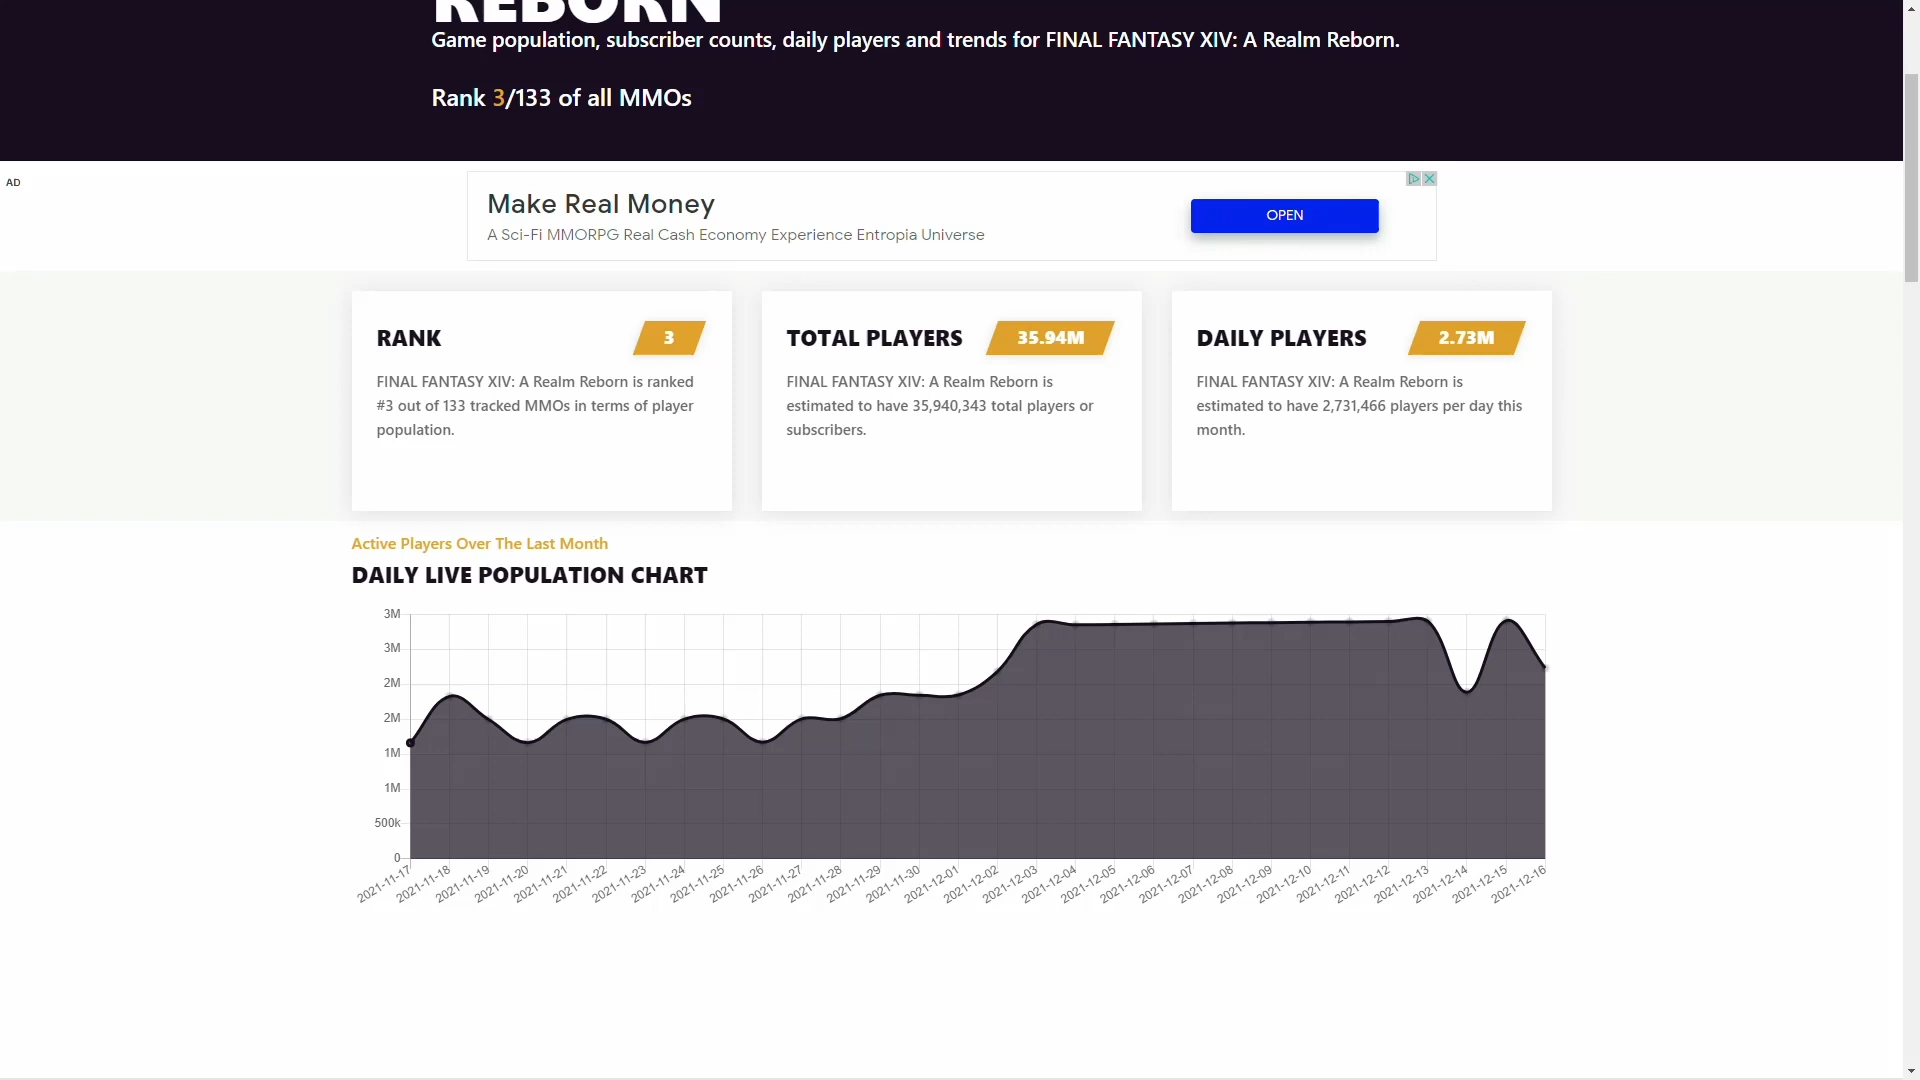 REBORN
Game population, subscriber counts, daily players and trends for FINAL FANTASY XIV: A Realm Reborn.
Rank 3/133 of all MMOs
AD
Make Real Money
A Sci-Fi MMORPG Real Cash Economy Experience Entropia Universe
OPEN
RANK
3
FINAL FANTASY XIV: A Realm Reborn is ranked
#3 out of 133 tracked MMOs in terms of player
population.
TOTAL PLAYERS
35.94M
FINAL FANTASY XIV: A Realm Reborn is
estimated to have 35,940,343 total players or
subscribers.
DAILY PLAYERS
2.73M
FINAL FANTASY XIV: A Realm Reborn is
estimated to have 2,731,466 players per day this
month.
Active Players Over The Last Month
DAILY LIVE POPULATION CHART
3M
3M
2M
2M
1M
1M
500k
0
2021-11-17
2021-11-18
2021-11-19
2021-11-20
2021-11-21
2021-11-22
2021-11-23
2021-11-24
2021-11-25
2021-11-26
2021-11-27
2021-11-28
2021-11-29
2021-11-30
2021-12-01
2021-12-02
2021-12-03
2021-12-04
2021-12-05
2021-12-06
2021-12-07
2021-12-08
2021-12-09
2021-12-10
2021-12-11
2021-12-12
2021-12-13
2021-12-14
2021-12-15
2021-12-16